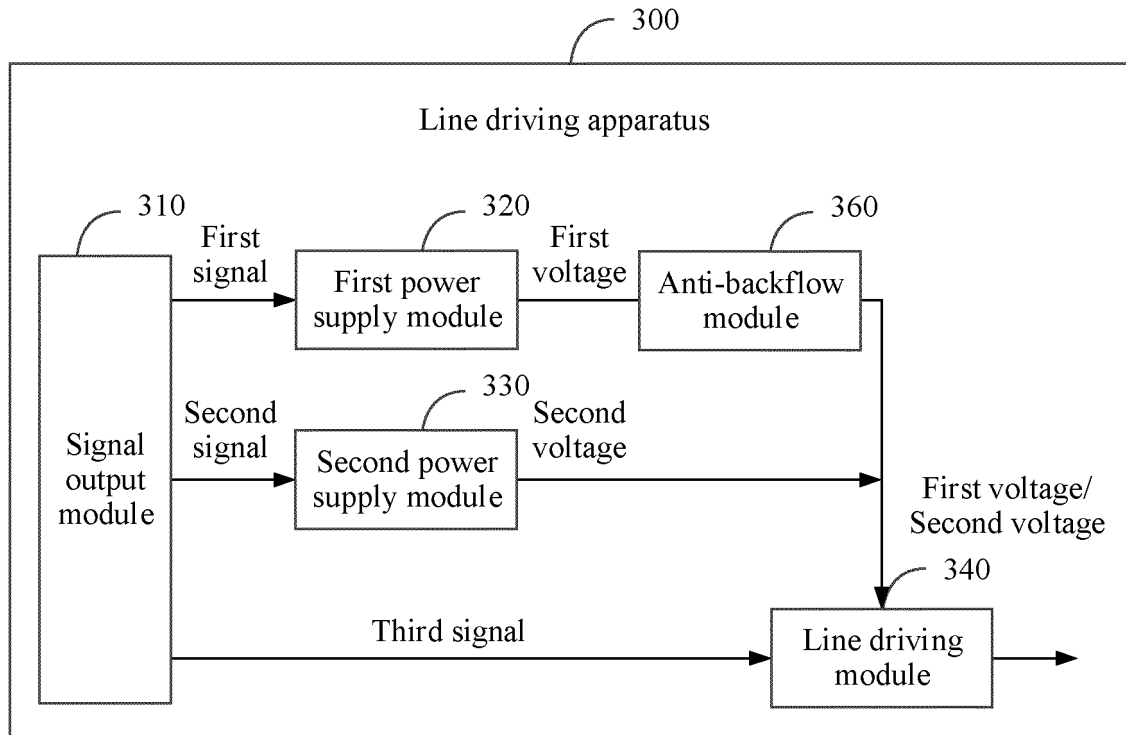 300
Line driving apparatus
310
320
360
First
signal
First
voltage
First power
supply module
Anti-backflow
module
330
Second
signal
Second
voltage
Signal
output
module
Second power
supply module
First voltage/
Second voltage
340
Third signal
Line driving
module